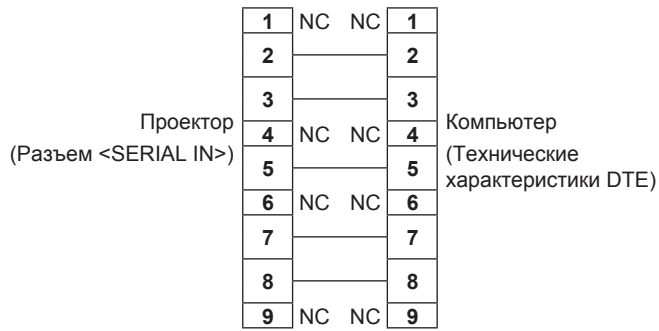 1 NC NC 1
2 2
3 3
Проектор
(Разъем <SERIAL IN>)
4 NC NC 4
Компьютер
(Технические
характеристики DTE)
5 5
6 NC NC 6
7 7
8 8
9 NC NC 9